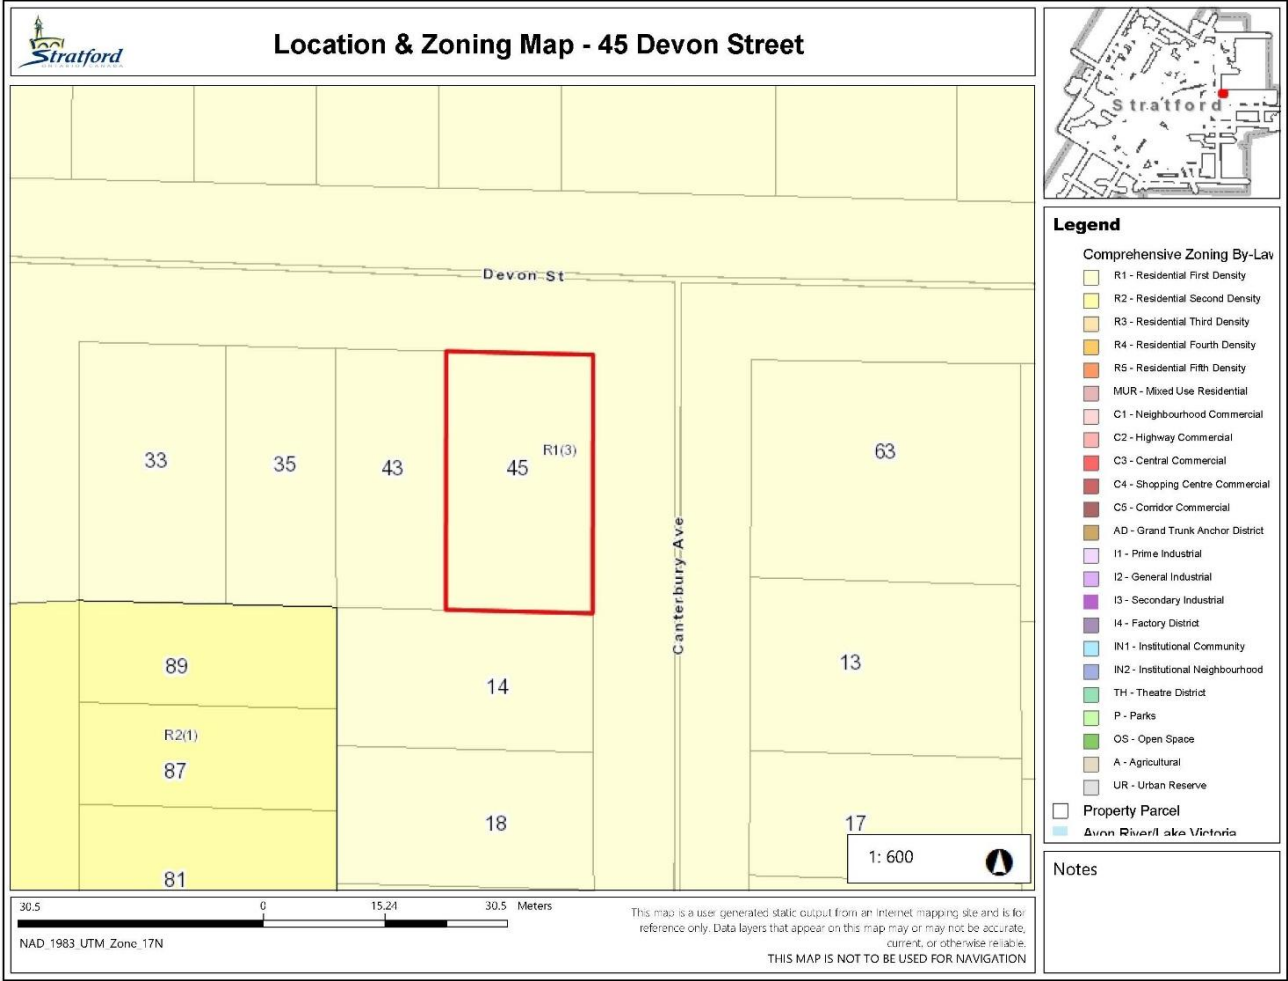 Stratford
ONTARIO CANADA
Location & Zoning Map - 45 Devon Street
Stratford
Devon St
Canterbury Ave
33
35
43
45
R1(3)
63
89
R2(1)
87
81
14
18
13
17
1: 600
Legend
Comprehensive Zoning By-Law
R1 - Residential First Density
R2 - Residential Second Density
R3 - Residential Third Density
R4 - Residential Fourth Density
R5 - Residential Fifth Density
MUR - Mixed Use Residential
C1 - Neighbourhood Commercial
C2 - Highway Commercial
C3 - Central Commercial
C4 - Shopping Centre Commercial
C5 - Corridor Commercial
AD - Grand Trunk Anchor District
I1 - Prime Industrial
I2 - General Industrial
I3 - Secondary Industrial
I4 - Factory District
IN1 - Institutional Community
IN2 - Institutional Neighbourhood
TH - Theatre District
P - Parks
OS - Open Space
A - Agricultural
UR - Urban Reserve
Property Parcel
Avon River/Lake Victoria
Notes
30.5 0 15.24 30.5 Meters
NAD_1983_UTM_Zone_17N
This map is a user generated static output from an Internet mapping site and is for
reference only. Data layers that appear on this map may or may not be accurate,
current, or otherwise reliable.
THIS MAP IS NOT TO BE USED FOR NAVIGATION